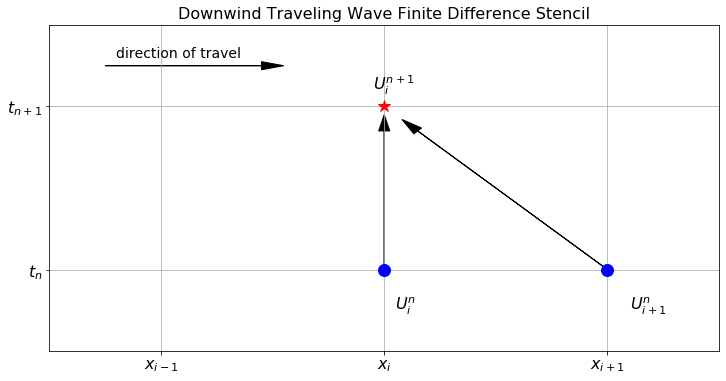 Downwind Traveling Wave Finite Difference Stencil
direction of travel
$U_i^{n+1}$
$t_{n+1}$
$t_n$
$U_i^n$
$U_{i+1}^n$
$x_{i-1}$
$x_i$
$x_{i+1}$